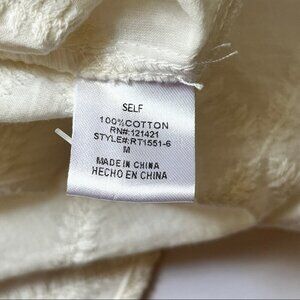 SELF
100%COTTON
RN#:121421
STYLE#:RT1551-6
M
MADE IN CHINA
HECHO EN CHINA